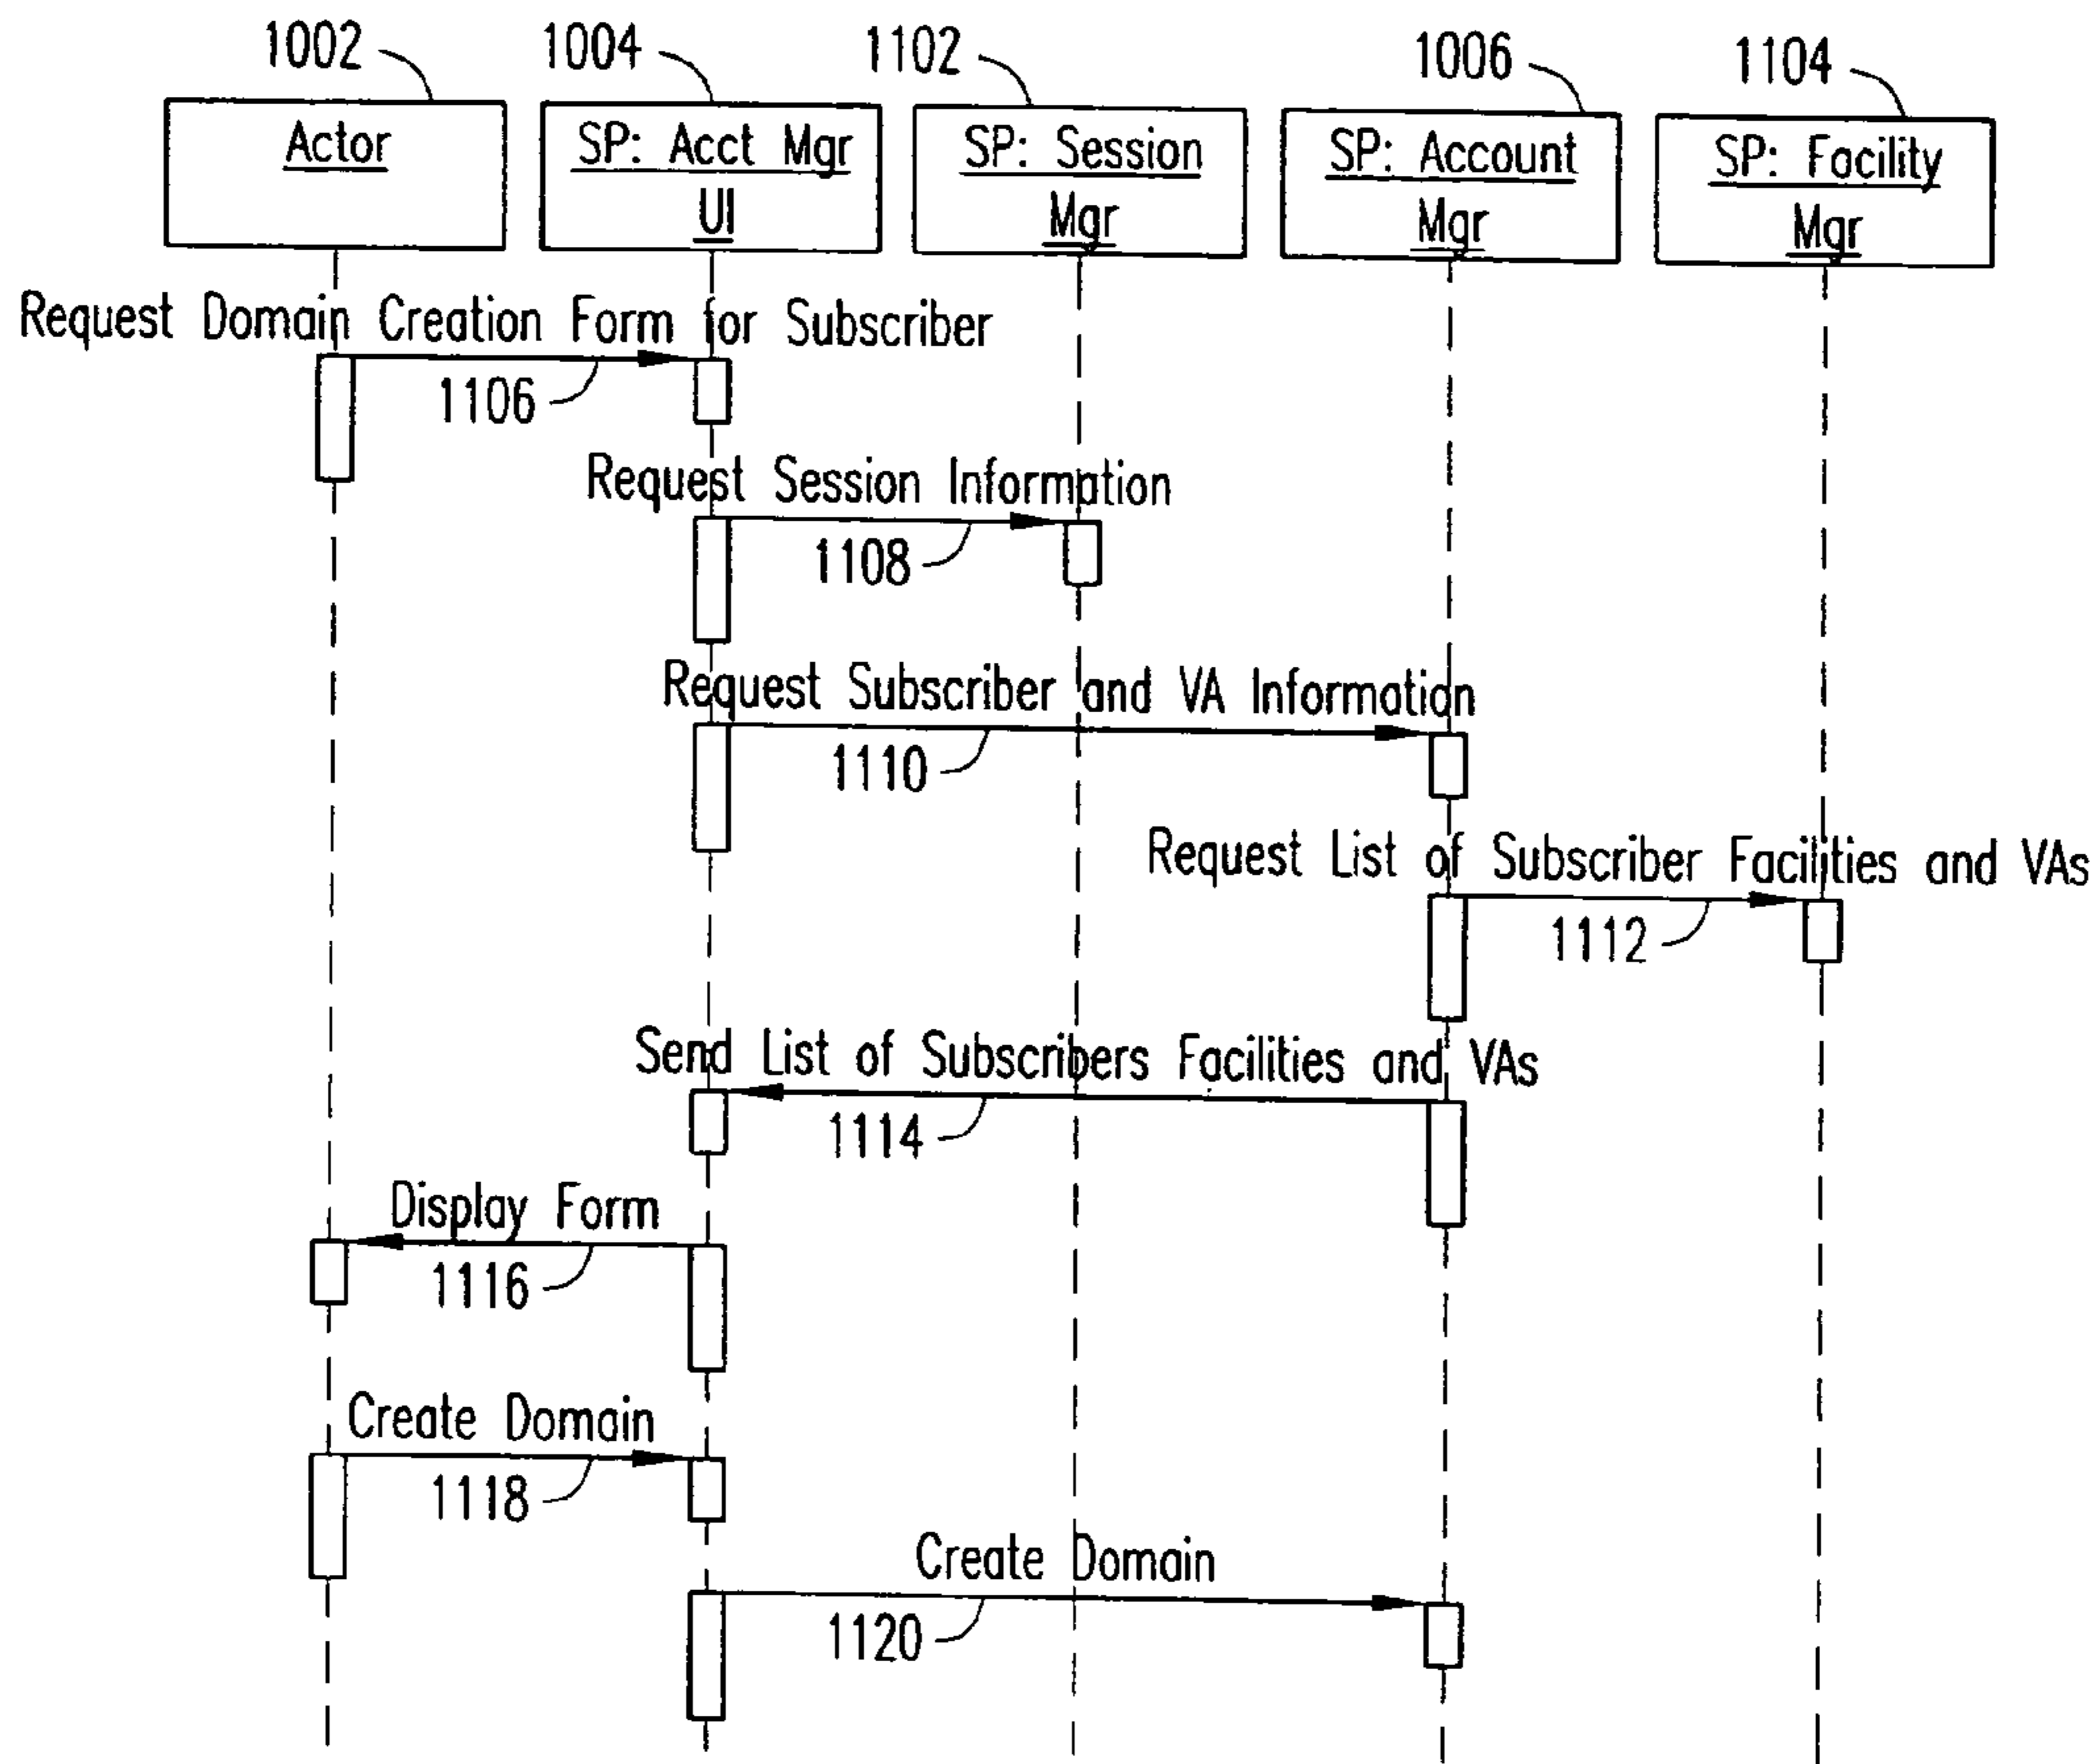 1002
1004
1102
1006
1104
Actor
SP: Acct Mgr
UI
SP: Session
Mgr
SP: Account
Mgr
SP: Facility
Mgr
Request Domain Creation Form for Subscriber
1106
Request Session Information
1108
Request Subscriber and VA Information
1110
Request List of Subscriber Facilities and VAs
1112
Send List of Subscribers Facilities and VAs
1114
Display Form
1116
Create Domain
1118
Create Domain
1120